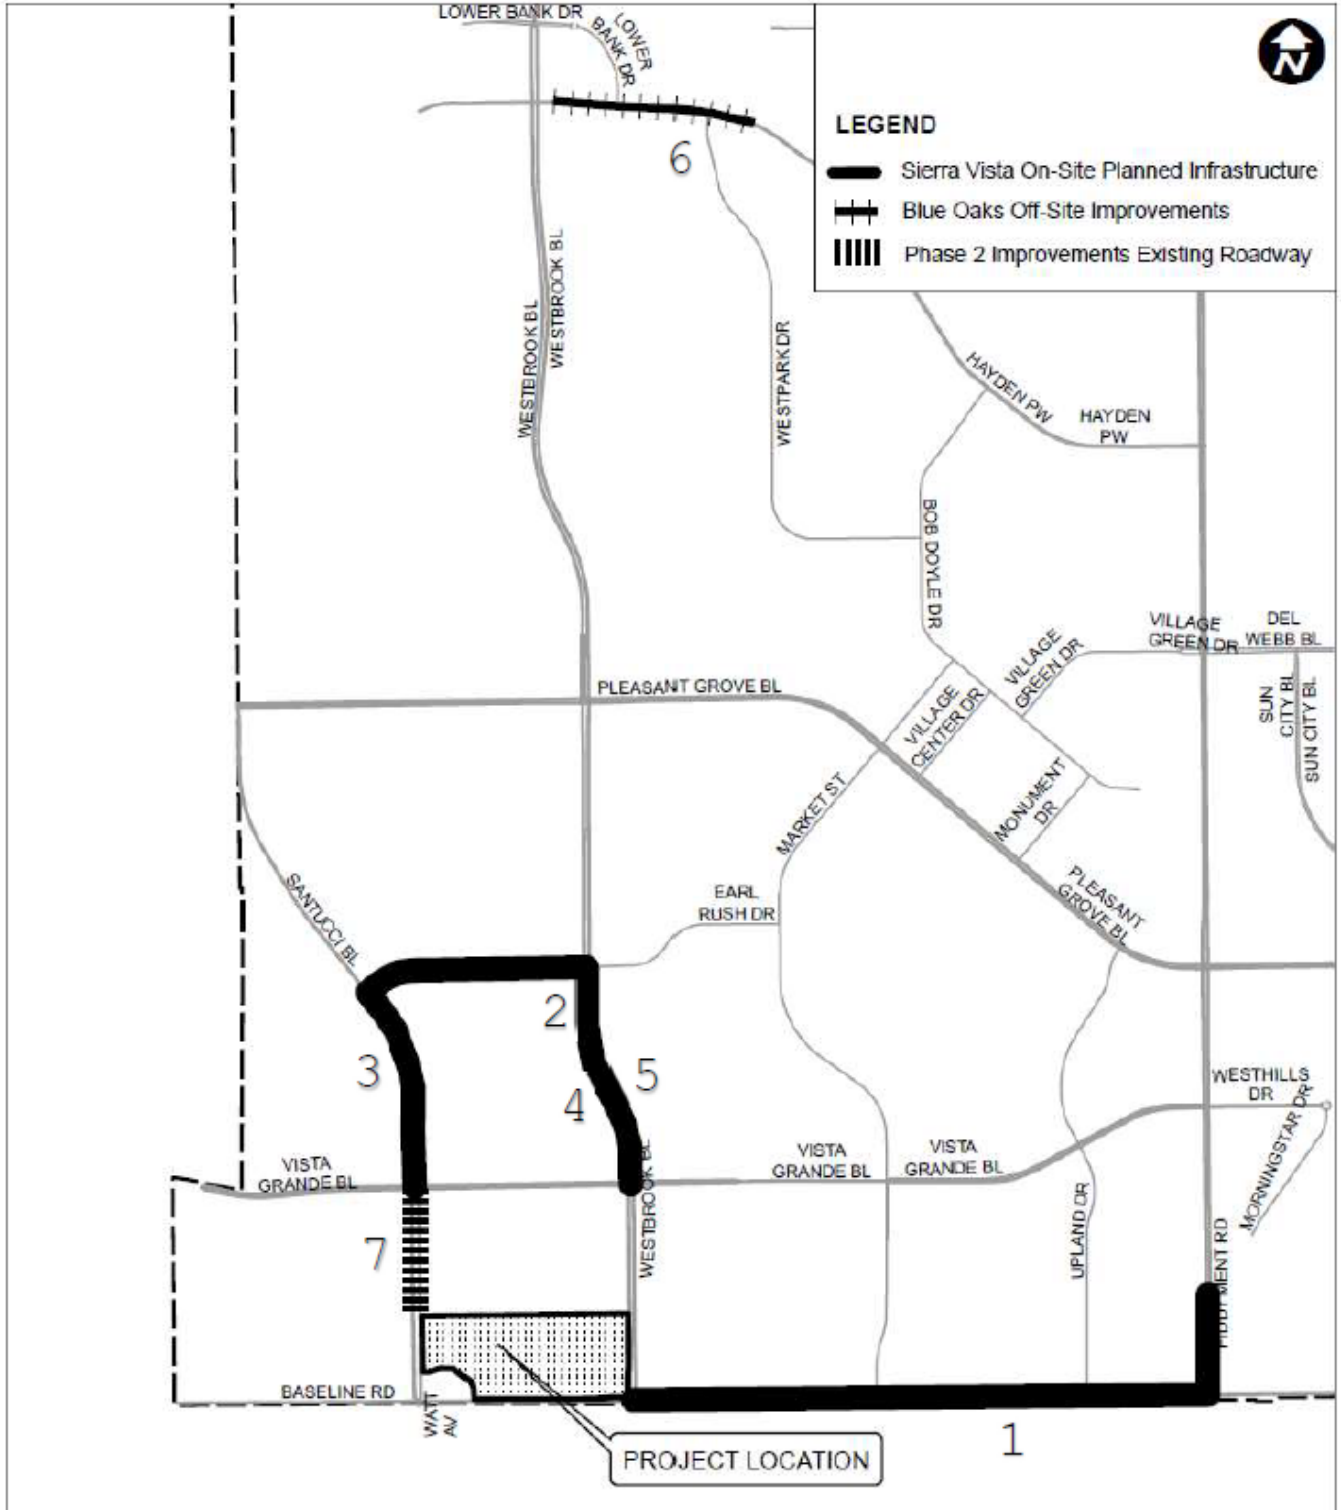 LOWER BANK DR
LOWER
BANK DR
N
LEGEND
Sierra Vista On-Site Planned Infrastructure
Blue Oaks Off-Site Improvements
Phase 2 Improvements Existing Roadway
6
WESTBROOK BL
WESTBROOK BL
WESTPARK DR
HAYDEN PW
HAYDEN
PW
BOB DOYLE DR
VILLAGE
GREEN DR
VILLAGE
GREEN DR
DEL
WEBB BL
SUN
CITY BL
SUN CITY BL
PLEASANT GROVE BL
VILLAGE
CENTER DR
MARKET ST
MONUMENT
DR
PLEASANT
GROVE BL
SANTUCCI BL
EARL
RUSH DR
2
3
4
5
WESTHILLS
DR
MORNINGSTAR DR
VISTA
GRANDE BL
VISTA
GRANDE BL
VISTA
GRANDE BL
WESTBROOK BL
UPLAND DR
7
FIDDYMENT RD
BASELINE RD
WATT
AV
1
PROJECT LOCATION